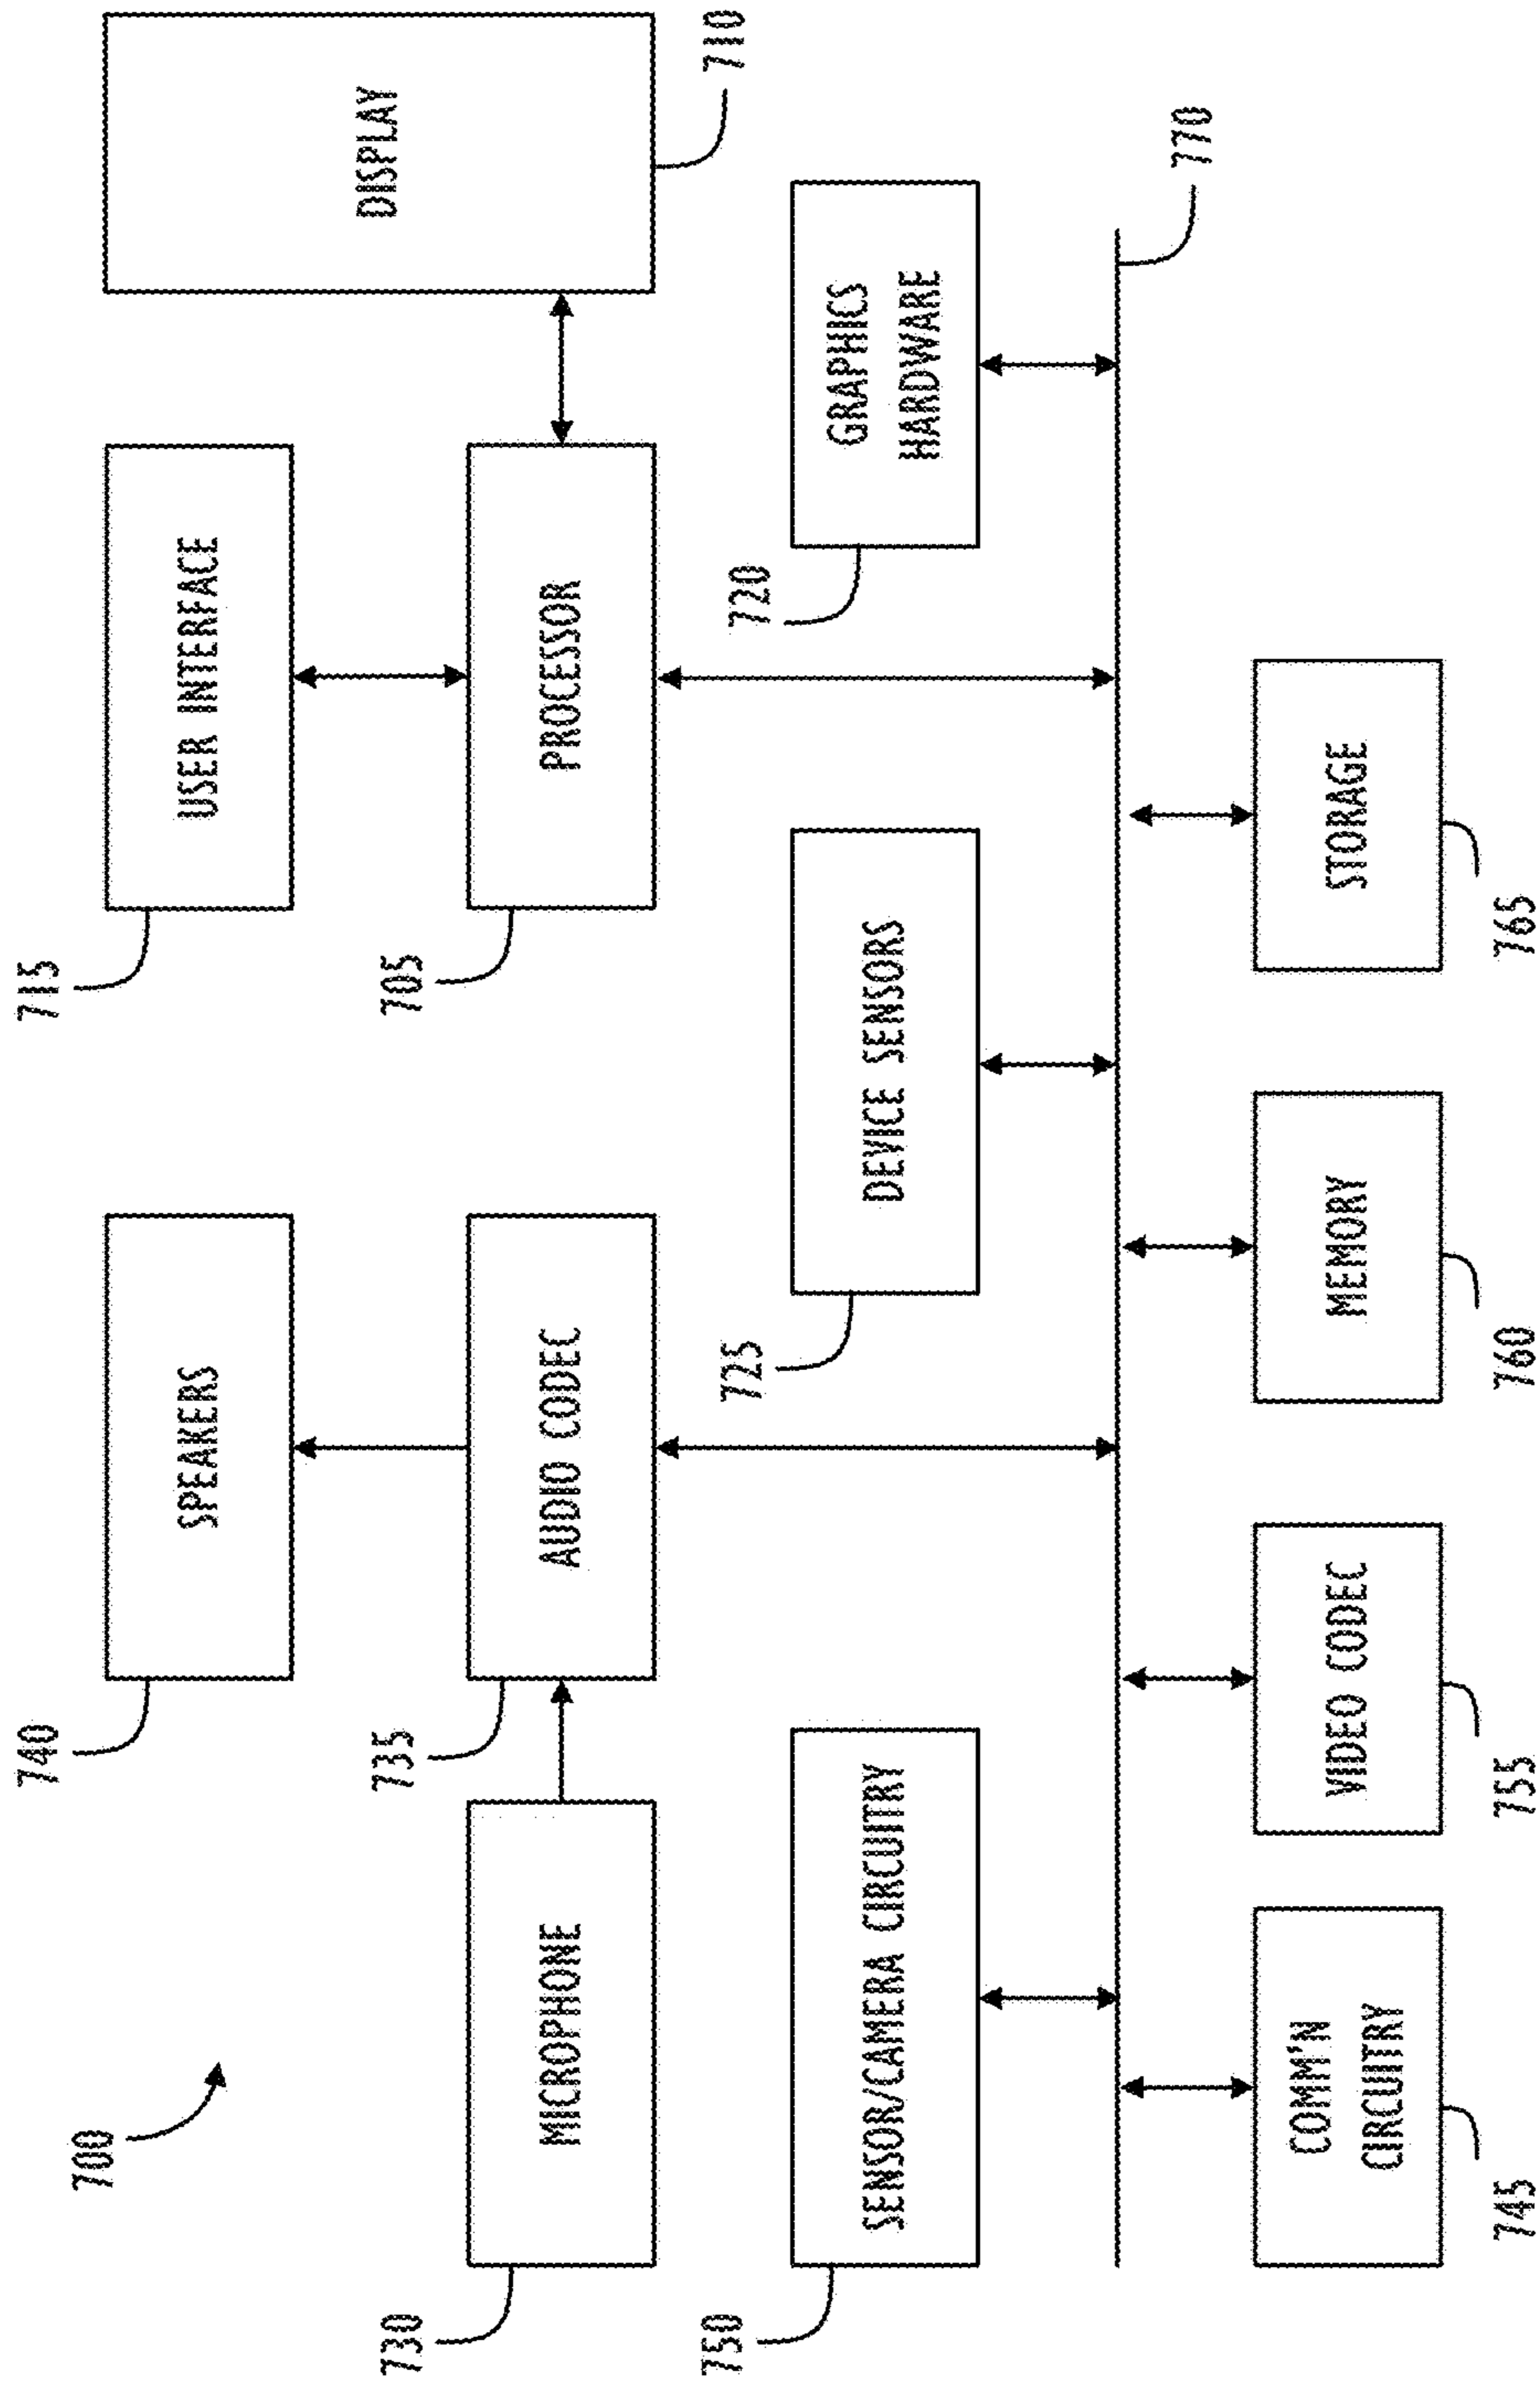 700
740
SPEAKERS
715
USER INTERFACE
DISPLAY
710
730
MICROPHONE
735
AUDIO CODEC
705
PROCESSOR
750
SENSOR/CAMERA CIRCUITRY
725
DEVICE SENSORS
720
GRAPHICS
HARDWARE
770
COMM'N
CIRCUITRY
745
VIDEO CODEC
755
MEMORY
760
STORAGE
765